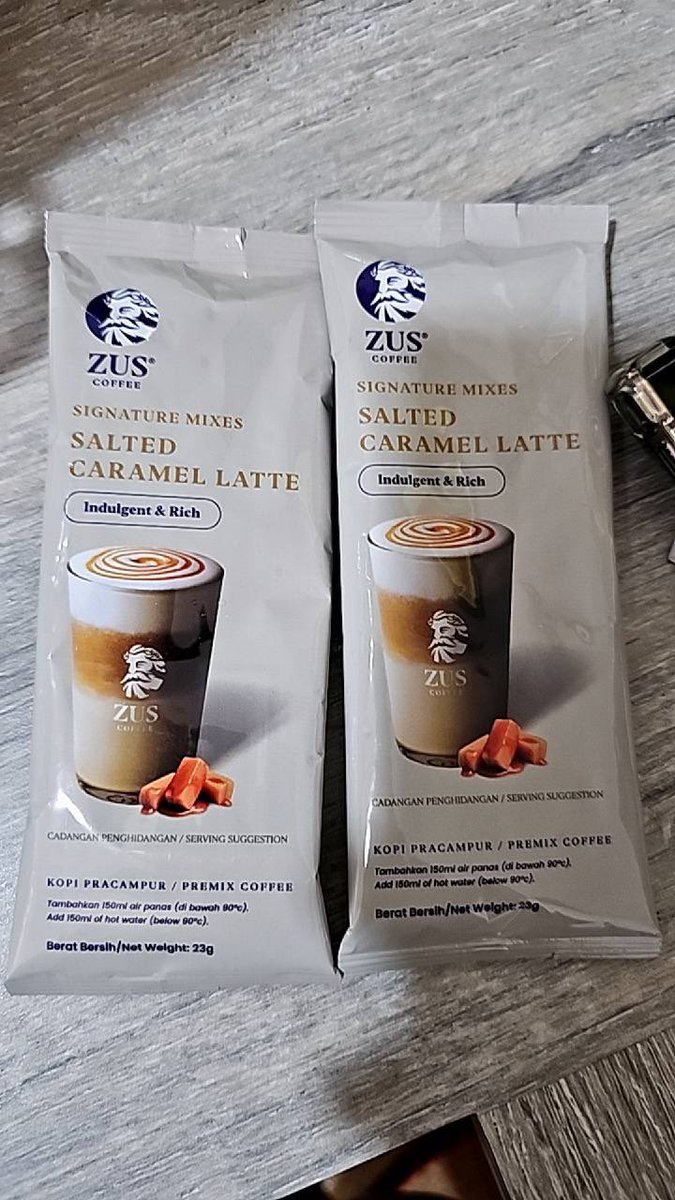 ZUS®
COFFEE
SIGNATURE MIXES
SALTED
CARAMEL LATTE
Indulgent & Rich
ZUS
COFFEE
CADANGAN PENGHIDANGAN / SERVING SUGGESTION
KOPI PRACAMPUR / PREMIX COFFEE
Tambahkan 150ml air panas (di bawah 90°c).
Add 150ml of hot water (below 90°c).
Berat Bersih/Net Weight: 23g
ZUS®
COFFEE
SIGNATURE MIXES
SALTED
CARAMEL LATTE
Indulgent & Rich
ZUS
COFFEE
CADANGAN PENGHIDANGAN / SERVING SUGGESTION
KOPI PRACAMPUR / PREMIX COFFEE
Tambahkan 150ml air panas (di bawah 90°c).
Add 150ml of hot water (below 90°c).
Berat Bersih/Net Weight: 23g